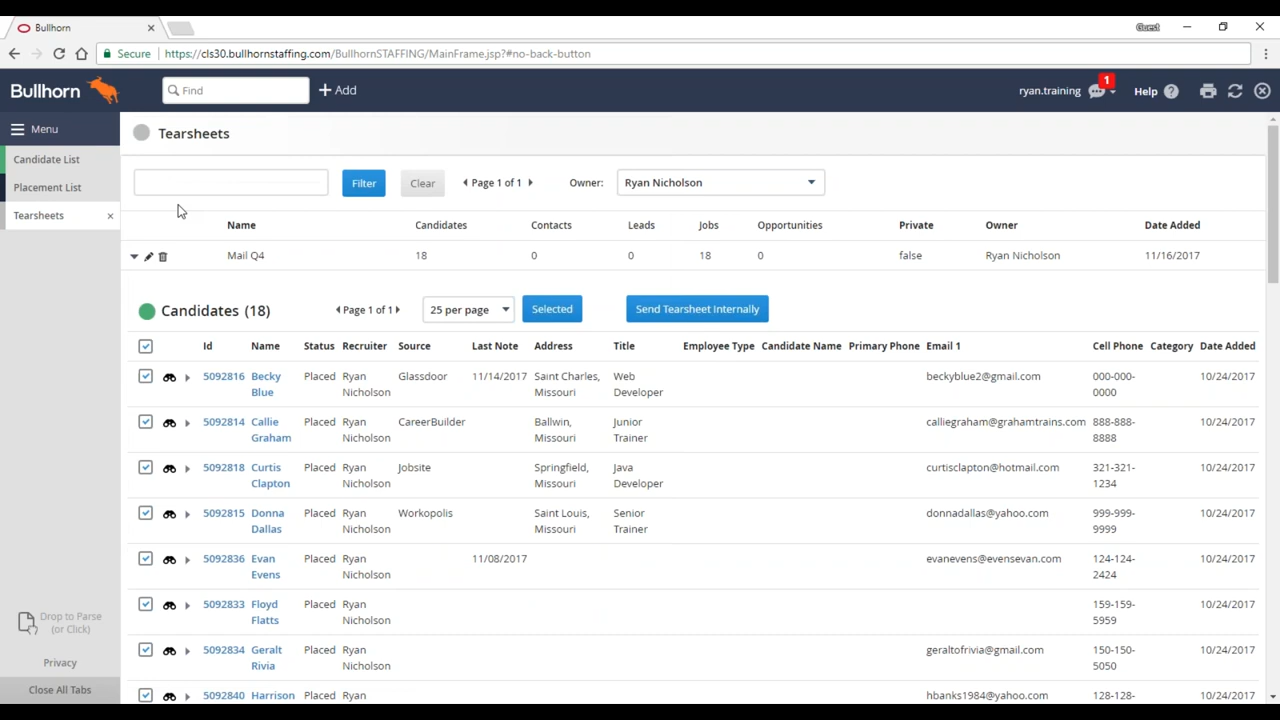 Bullhorn
Guest
Secure https://cls30.bullhornstaffing.com/BullhornSTAFFING/MainFrame.jsp?#no-back-button
Bullhorn
Find
Add
ryan.training
1
Help
Menu
Candidate List
Placement List
Tearsheets
Tearsheets
Filter
Clear
Page 1 of 1
Owner:
Ryan Nicholson
Name Candidates Contacts Leads Jobs Opportunities Private Owner Date Added
Mail Q4 18 0 0 18 0 false Ryan Nicholson 11/16/2017
Candidates (18)
Page 1 of 1
25 per page
Selected
Send Tearsheet Internally
Id Name Status Recruiter Source Last Note Address Title Employee Type Candidate Name Primary Phone Email 1 Cell Phone Category Date Added
5092816 Becky Placed Ryan Glassdoor 11/14/2017 Saint Charles, Web beckyblue2@gmail.com 000-000- 10/24/2017
Blue Nicholson Missouri Developer 0000
5092814 Callie Placed Ryan CareerBuilder Ballwin, Junior calliegraham@grahamtrains.com 888-888- 10/24/2017
Graham Nicholson Missouri Trainer 8888
5092818 Curtis Placed Ryan Jobsite Springfield, Java curtisclapton@hotmail.com 321-321- 10/24/2017
Clapton Nicholson Missouri Developer 1234
5092815 Donna Placed Ryan Workopolis Saint Louis, Senior donnadallas@yahoo.com 999-999- 10/24/2017
Dallas Nicholson Missouri Trainer 9999
5092836 Evan Placed Ryan 11/08/2017 evanevens@evensevan.com 124-124- 10/24/2017
Evens Nicholson 2424
5092833 Floyd Placed Ryan 159-159- 10/24/2017
Flatts Nicholson 5959
5092834 Geralt Placed Ryan geraltofrivia@gmail.com 150-150- 10/24/2017
Rivia Nicholson 5050
5092840 Harrison Placed Ryan hbanks1984@yahoo.com 128-128- 10/24/2017
Drop to Parse
(or Click)
Privacy
Close All Tabs